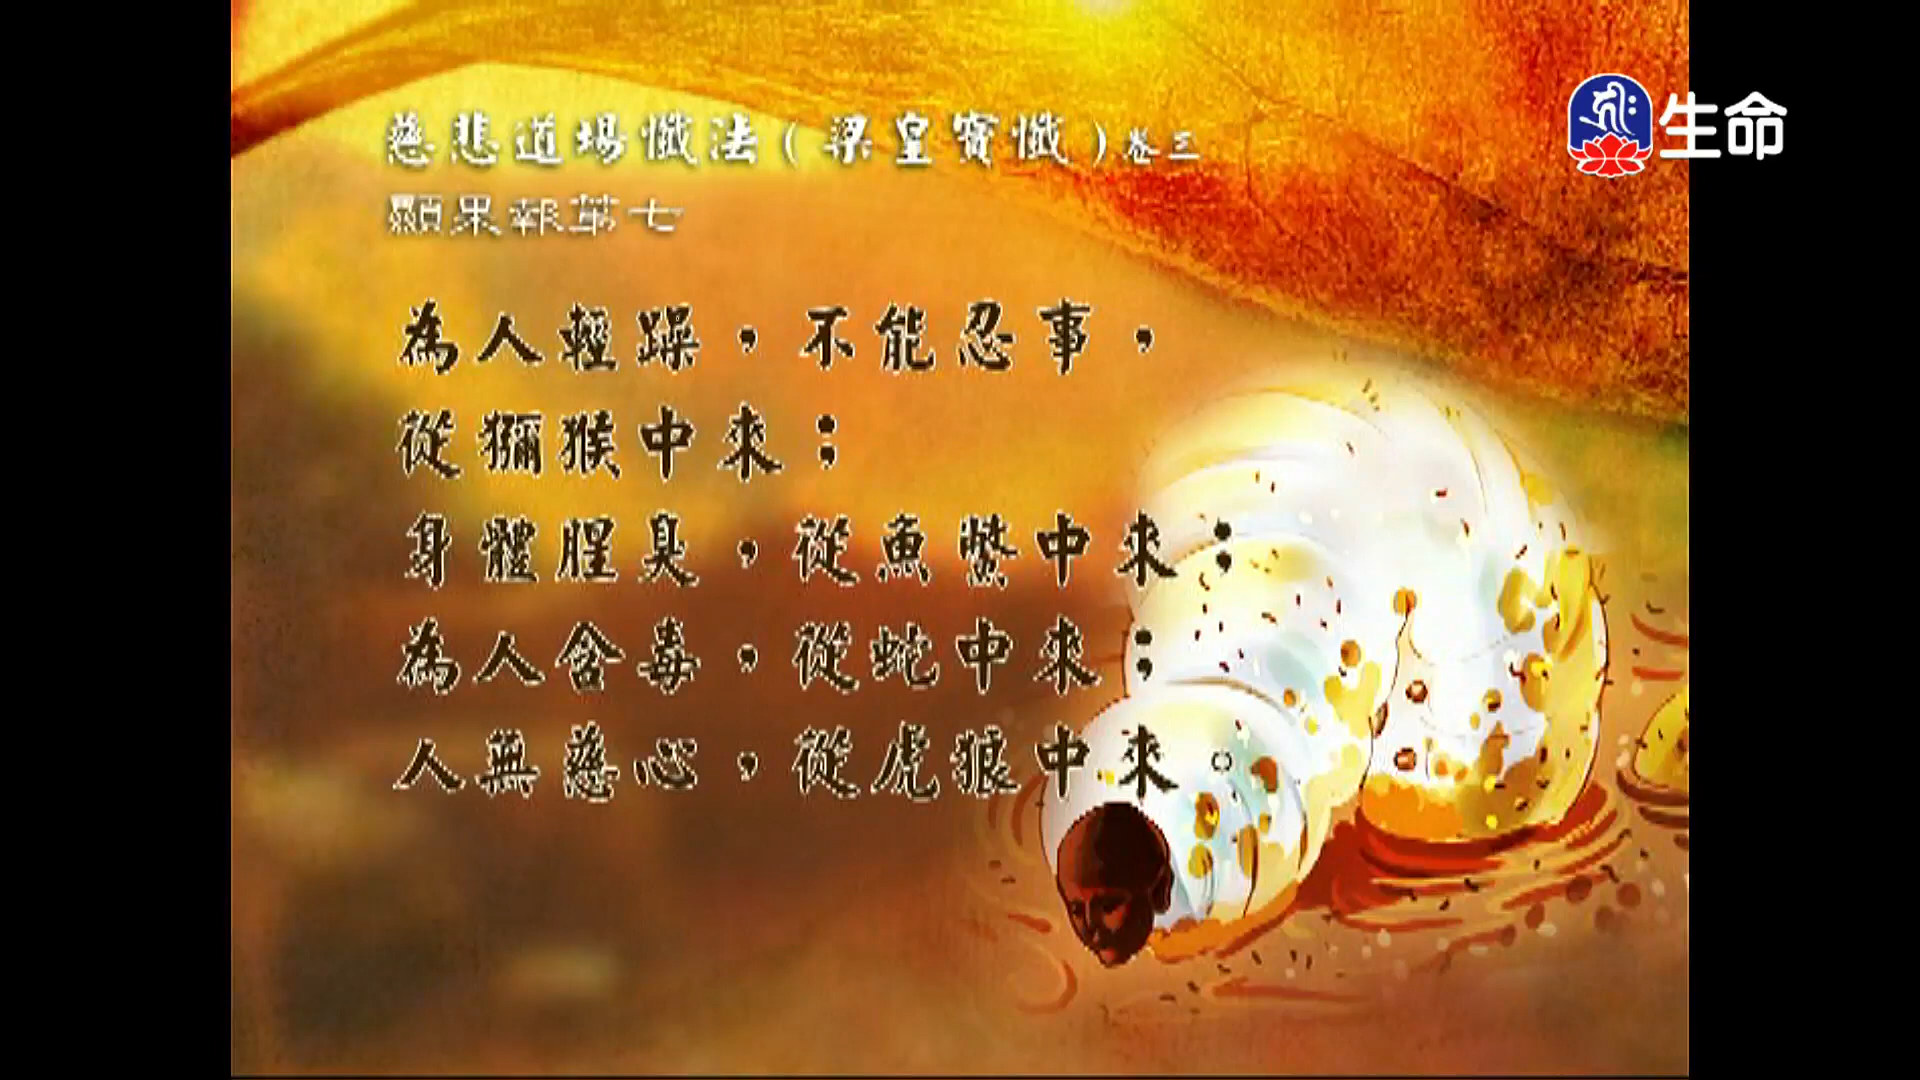 慈悲道場懺法(梁皇寶懺)卷三
生命
顯果報第七
為人輕躁,不能忍事,
從獼猴中來;
身體腥臭,從魚鱉中來;
為人含毒,從蛇中來;
人無慈心,從虎狼中來。